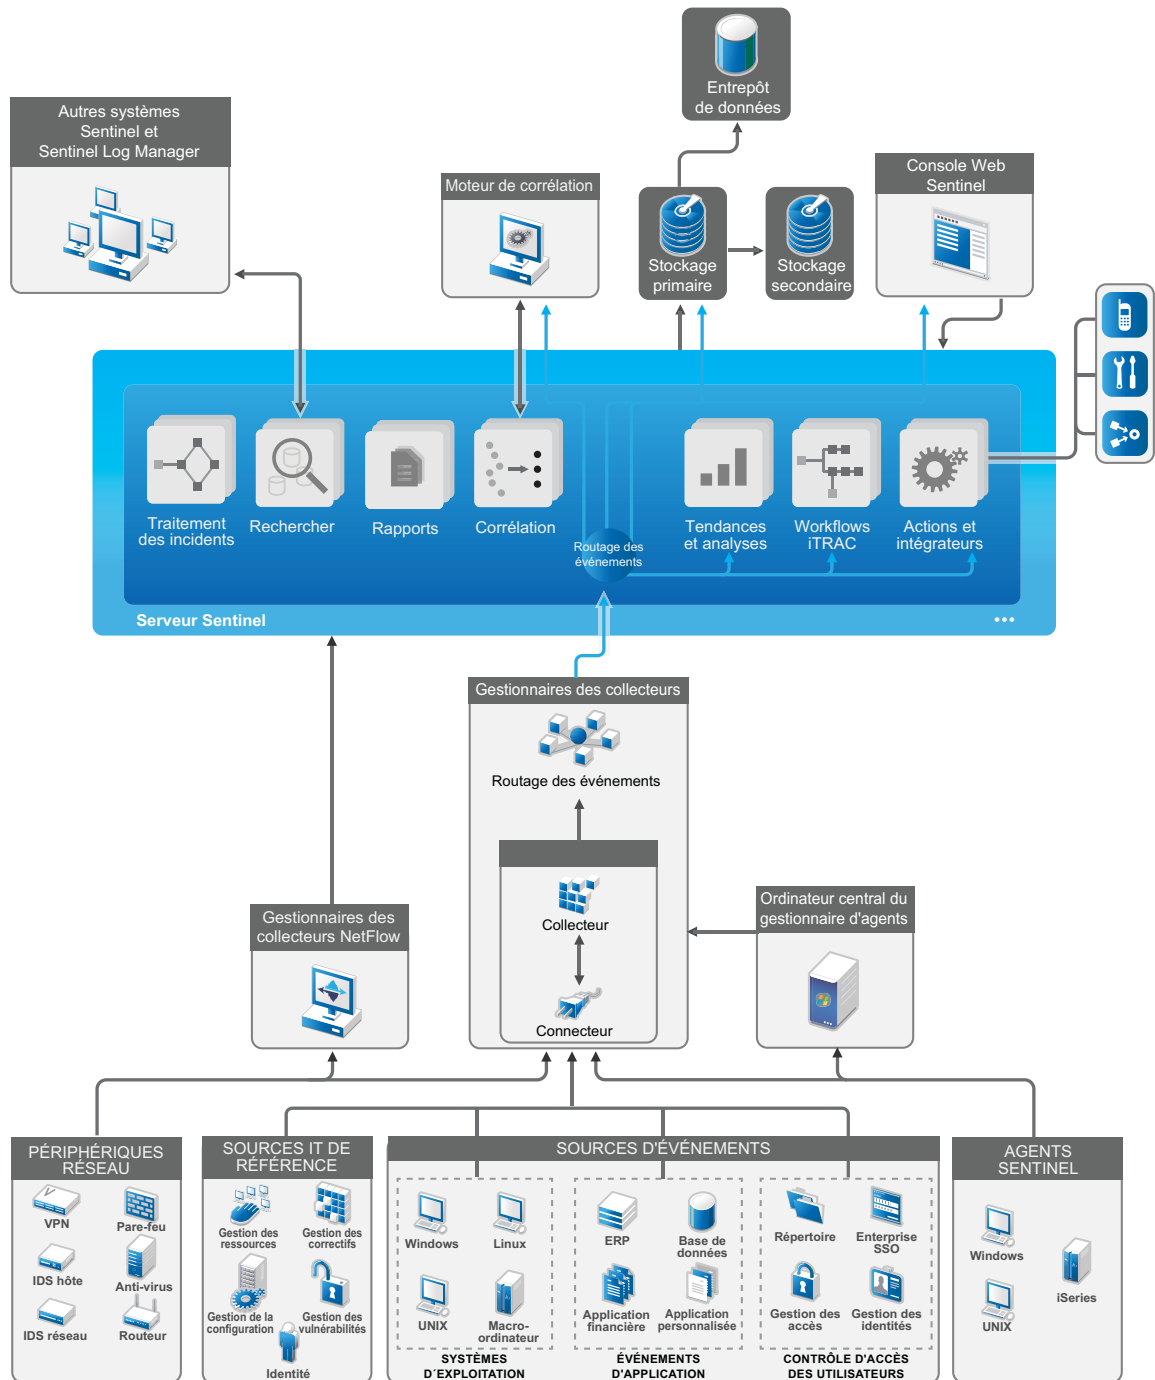 Entrepôt
de données
Autres systèmes
Sentinel et
Sentinel Log Manager
Moteur de corrélation
Stockage
primaire
Stockage
secondaire
Console Web
Sentinel
Traitement
des incidents
Rechercher
Rapports
Corrélation
Routage des
événements
Tendances
et analyses
Workflows
iTRAC
Actions et
intégrateurs
Serveur Sentinel
Gestionnaires des collecteurs
Routage des événements
Collecteur
Connecteur
Gestionnaires des
collecteurs NetFlow
Ordinateur central du
gestionnaire d'agents
PÉRIPHÉRIQUES
RÉSEAU
V
VPN
Pare-feu
IDS hôte
Anti-virus
IDS réseau
Routeur
SOURCES IT DE
RÉFÉRENCE
Gestion des
ressources
Gestion des
correctifs
Gestion de la
configuration
Gestion des
vulnérabilités
Identité
SOURCES D'ÉVÉNEMENTS
Windows
Linux
UNIX
Macro-
ordinateur
SYSTÈMES
D´EXPLOITATION
ERP
Base de
données
Application
financière
Application
personnalisée
ÉVÉNEMENTS
D'APPLICATION
Répertoire
Enterprise
SSO
Gestion des
accès
Gestion des
identités
CONTRÔLE D'ACCÈS
DES UTILISATEURS
AGENTS
SENTINEL
Windows
UNIX
iSeries